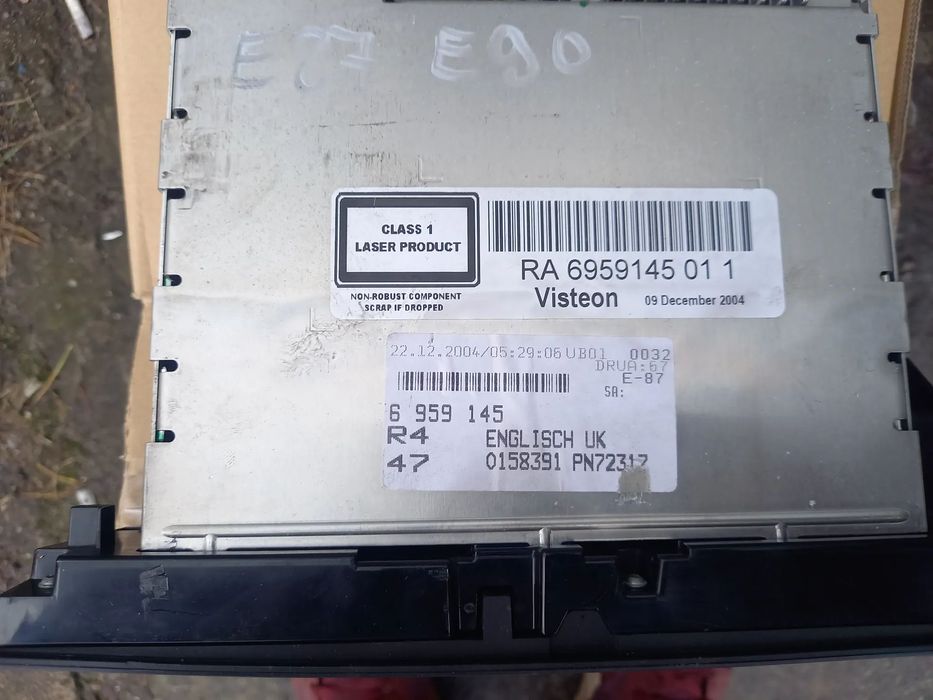 E87 E90
CLASS 1
LASER PRODUCT
NON-ROBUST COMPONENT
SCRAP IF DROPPED
RA 6959145 01 1
Visteon 09 December 2004
22.12.2004/05:29:06 UB01 0032
DRVA:67
E-87
SA:
6 959 145
R4 ENGLISCH UK
47 0158391 PN72317